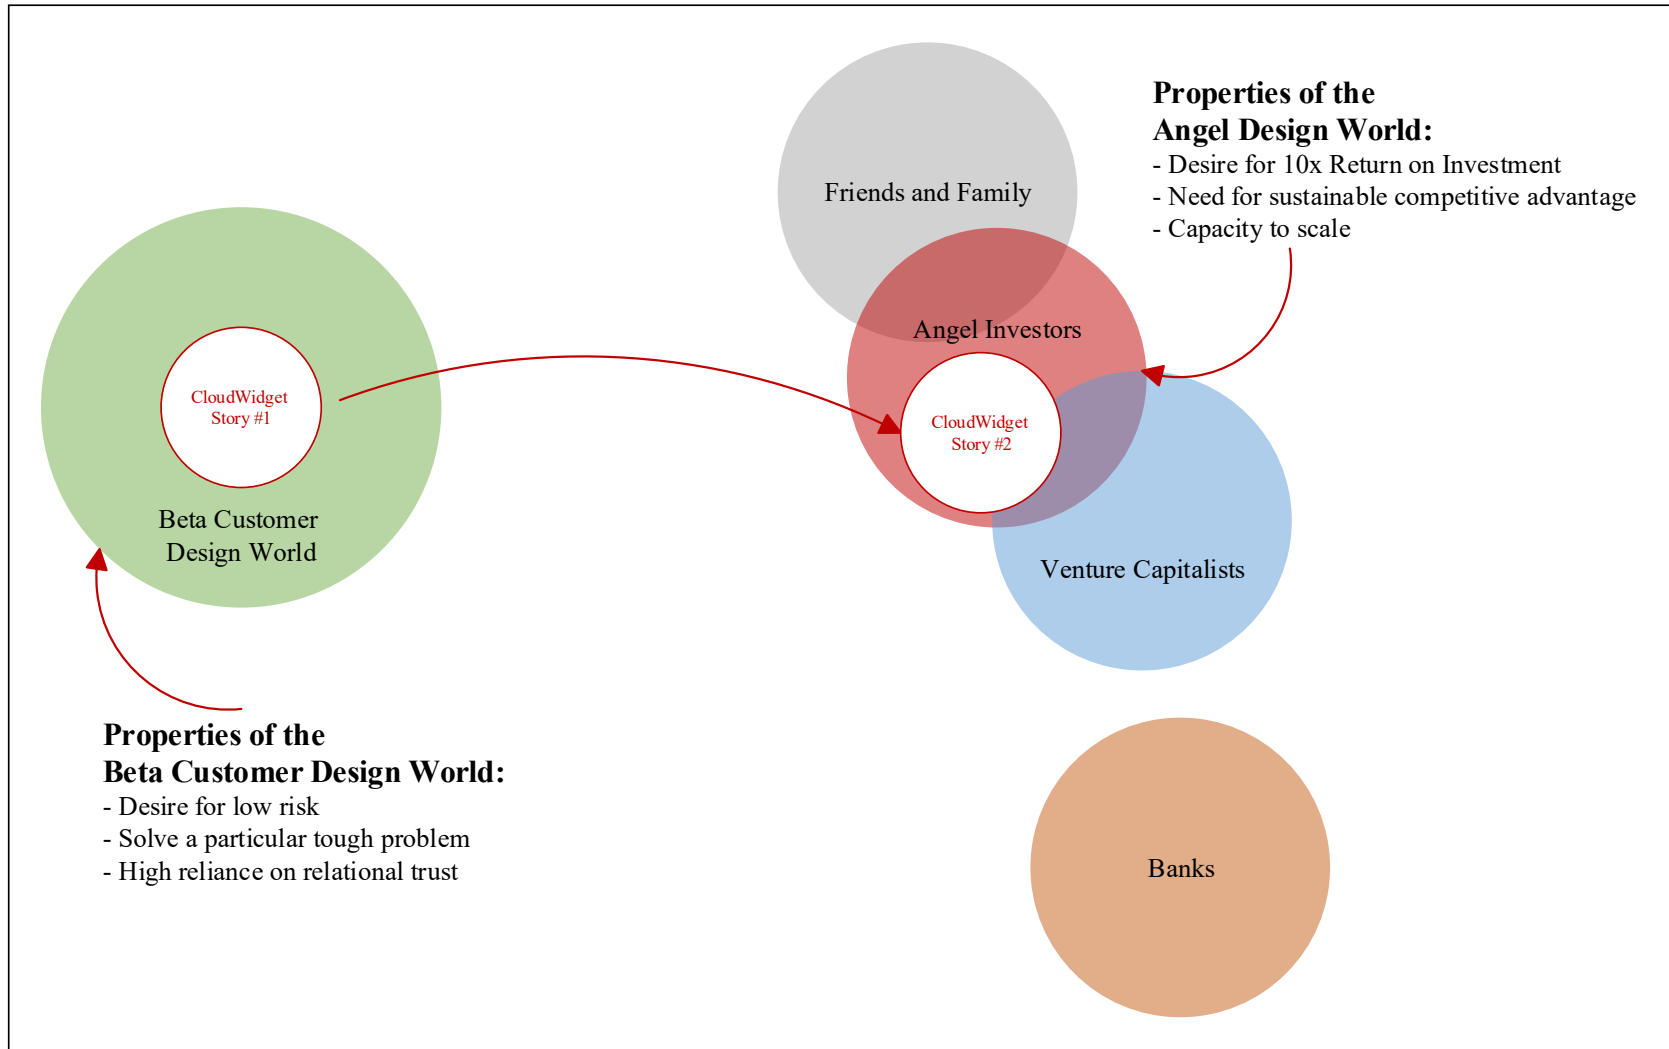 Properties of the
Angel Design World:
- Desire for 10x Return on Investment
- Need for sustainable competitive advantage
- Capacity to scale
Friends and Family
Angel Investors
CloudWidget
Story #1
CloudWidget
Story #2
Beta Customer
Design World
Venture Capitalists
Properties of the
Beta Customer Design World:
- Desire for low risk
- Solve a particular tough problem
- High reliance on relational trust
Banks